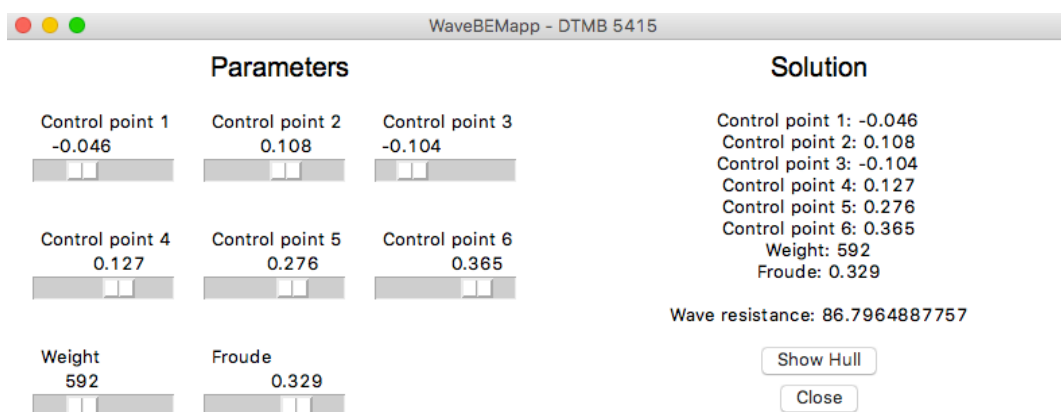 WaveBEMapp - DTMB 5415
Parameters
Control point 1 Control point 2 Control point 3
-0.046 0.108 -0.104
Control point 4 Control point 5 Control point 6
0.127 0.276 0.365
Weight Froude
592 0.329
Solution
Control point 1: -0.046
Control point 2: 0.108
Control point 3: -0.104
Control point 4: 0.127
Control point 5: 0.276
Control point 6: 0.365
Weight: 592
Froude: 0.329
Wave resistance: 86.7964887757
Show Hull
Close